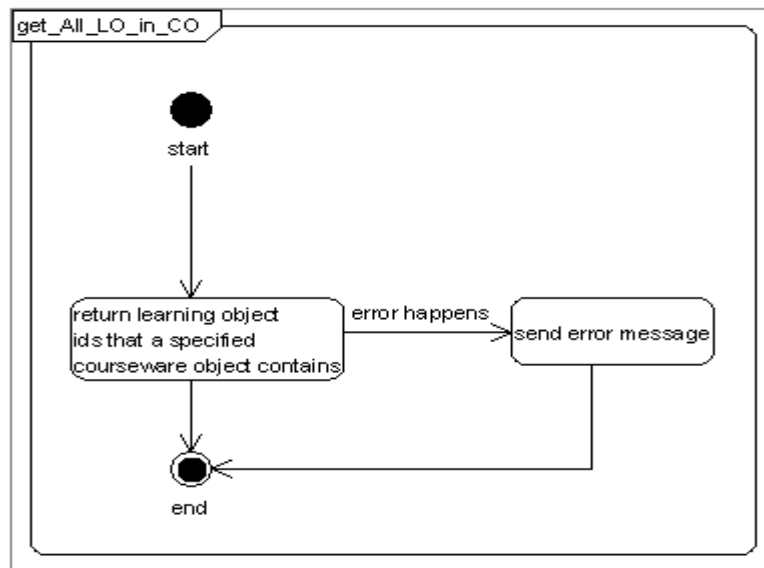 get_All_LO_in_CO
start
return learning object
ids that a specified
courseware object contains
error happens
send error message
end